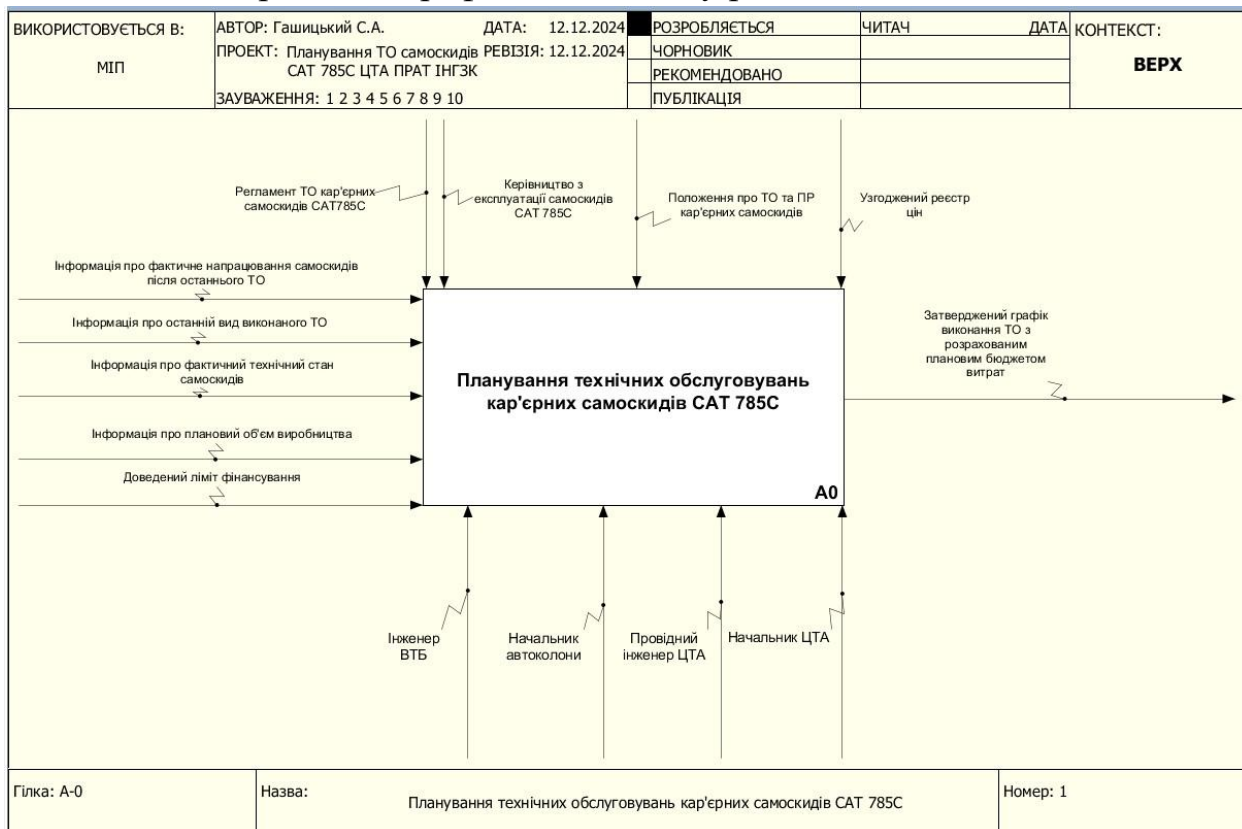 ВИКОРИСТОВУЄТЬСЯ В:
МІП
АВТОР: Гашицький С.А.
ДАТА: 12.12.2024
ПРОЕКТ: Планування ТО самоскидів
САТ 785С ЦТА ПРАТ ІНГЗК
РЕВІЗІЯ: 12.12.2024
ЗАУВАЖЕННЯ: 1 2 3 4 5 6 7 8 9 10
РОЗРОБЛЯЄТЬСЯ
ЧОРНОВИК
РЕКОМЕНДОВАНО
ПУБЛІКАЦІЯ
ЧИТАЧ
ДАТА
КОНТЕКСТ:
ВЕРХ
Регламент ТО кар'єрних
самоскидів САТ785С
Керівництво з
експлуатації самоскидів
САТ 785С
Положення про ТО та ПР
кар'єрних самоскидів
Узгоджений реєстр
цін
Інформація про фактичне напрацювання самоскидів
після останнього ТО
Інформація про останній вид виконаного ТО
Інформація про фактичний технічний стан
самоскидів
Інформація про плановий об'єм виробництва
Доведений ліміт фінансування
Планування технічних обслуговувань
кар'єрних самоскидів САТ 785С
А0
Затверджений графік
виконання ТО з
розрахованим
плановим бюджетом
витрат
Інженер
ВТБ
Начальник
автоколони
Провідний
інженер ЦТА
Начальник ЦТА
Гілка: А-0
Назва:
Планування технічних обслуговувань кар'єрних самоскидів САТ 785С
Номер: 1